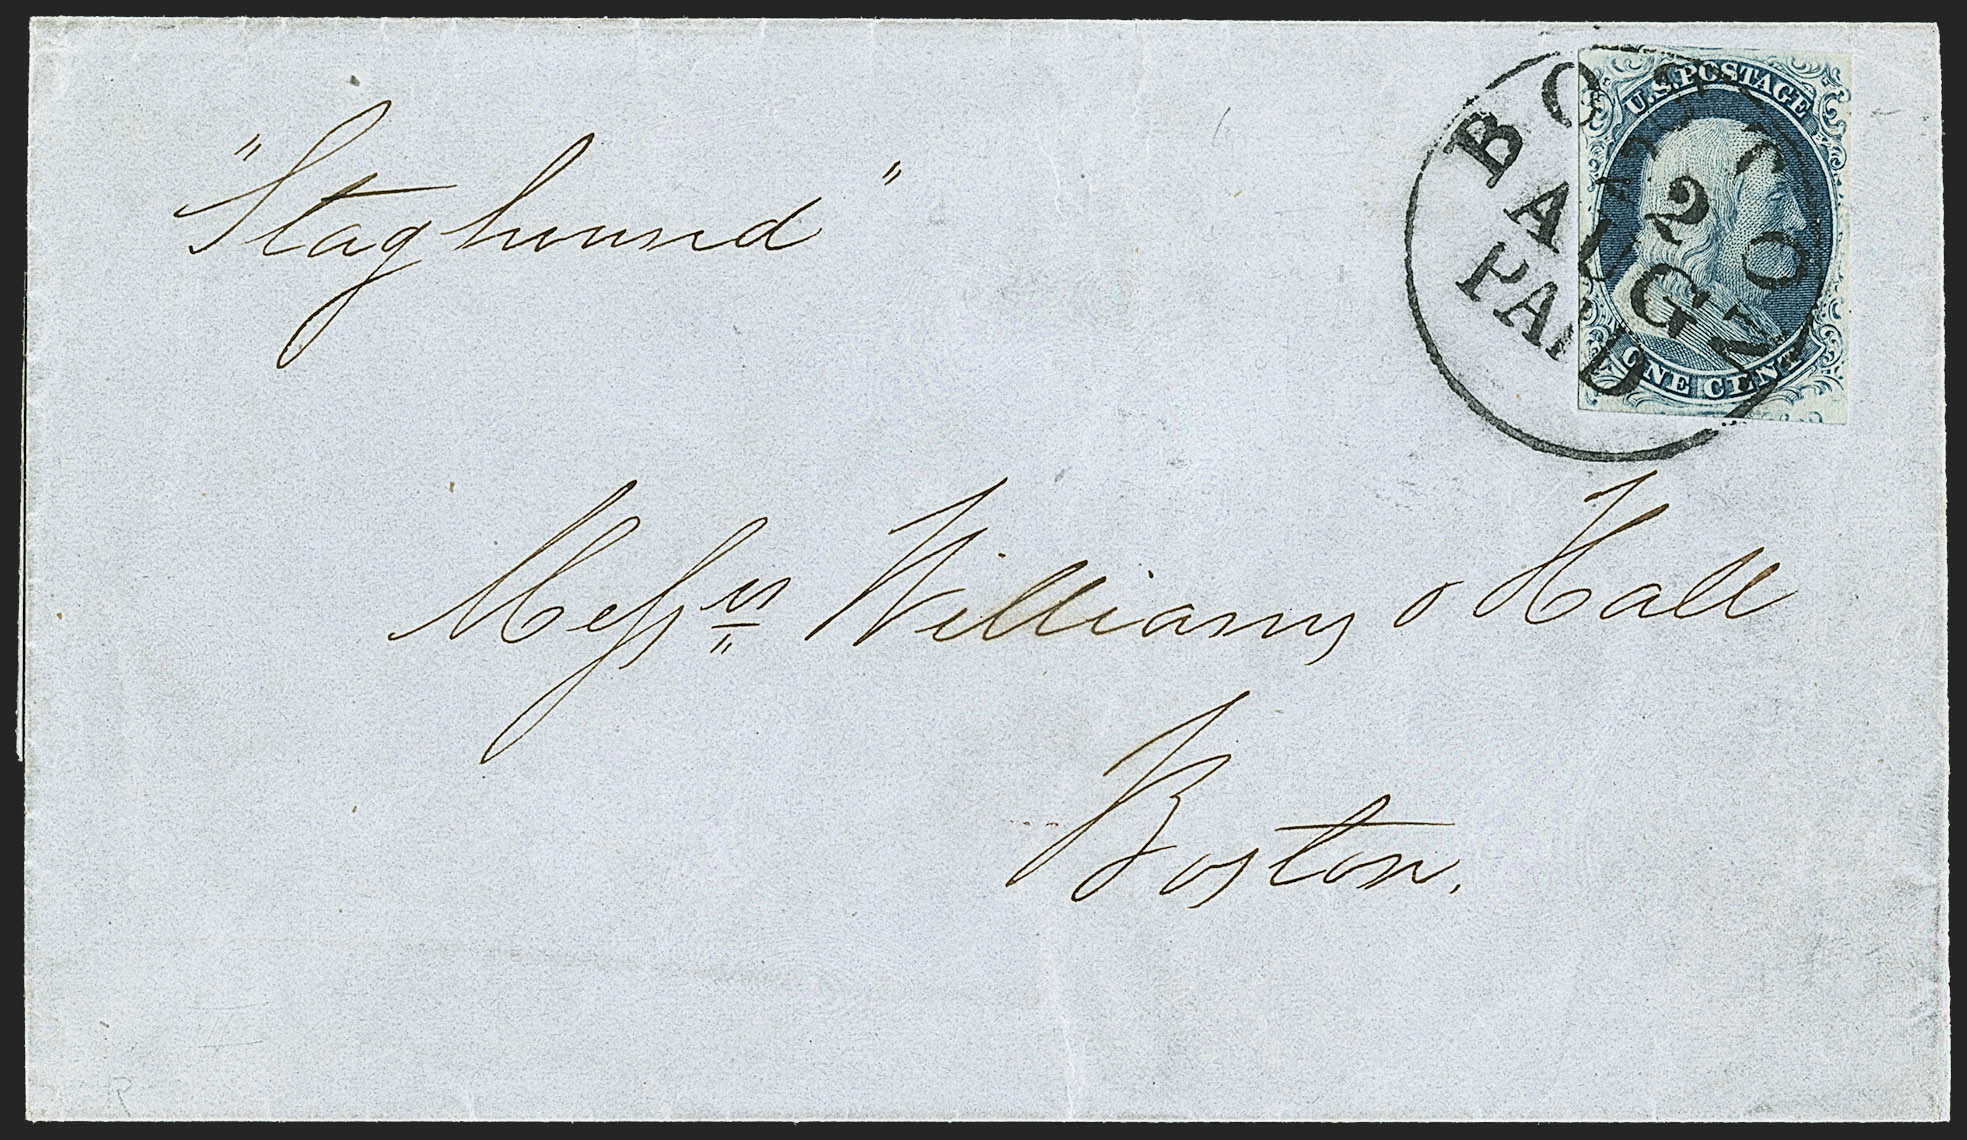 "Staghound"
U.S. POSTAGE
ONE CENT
BOSTON
2
AUG
PAID
Messrs Williams & Hall
Boston.